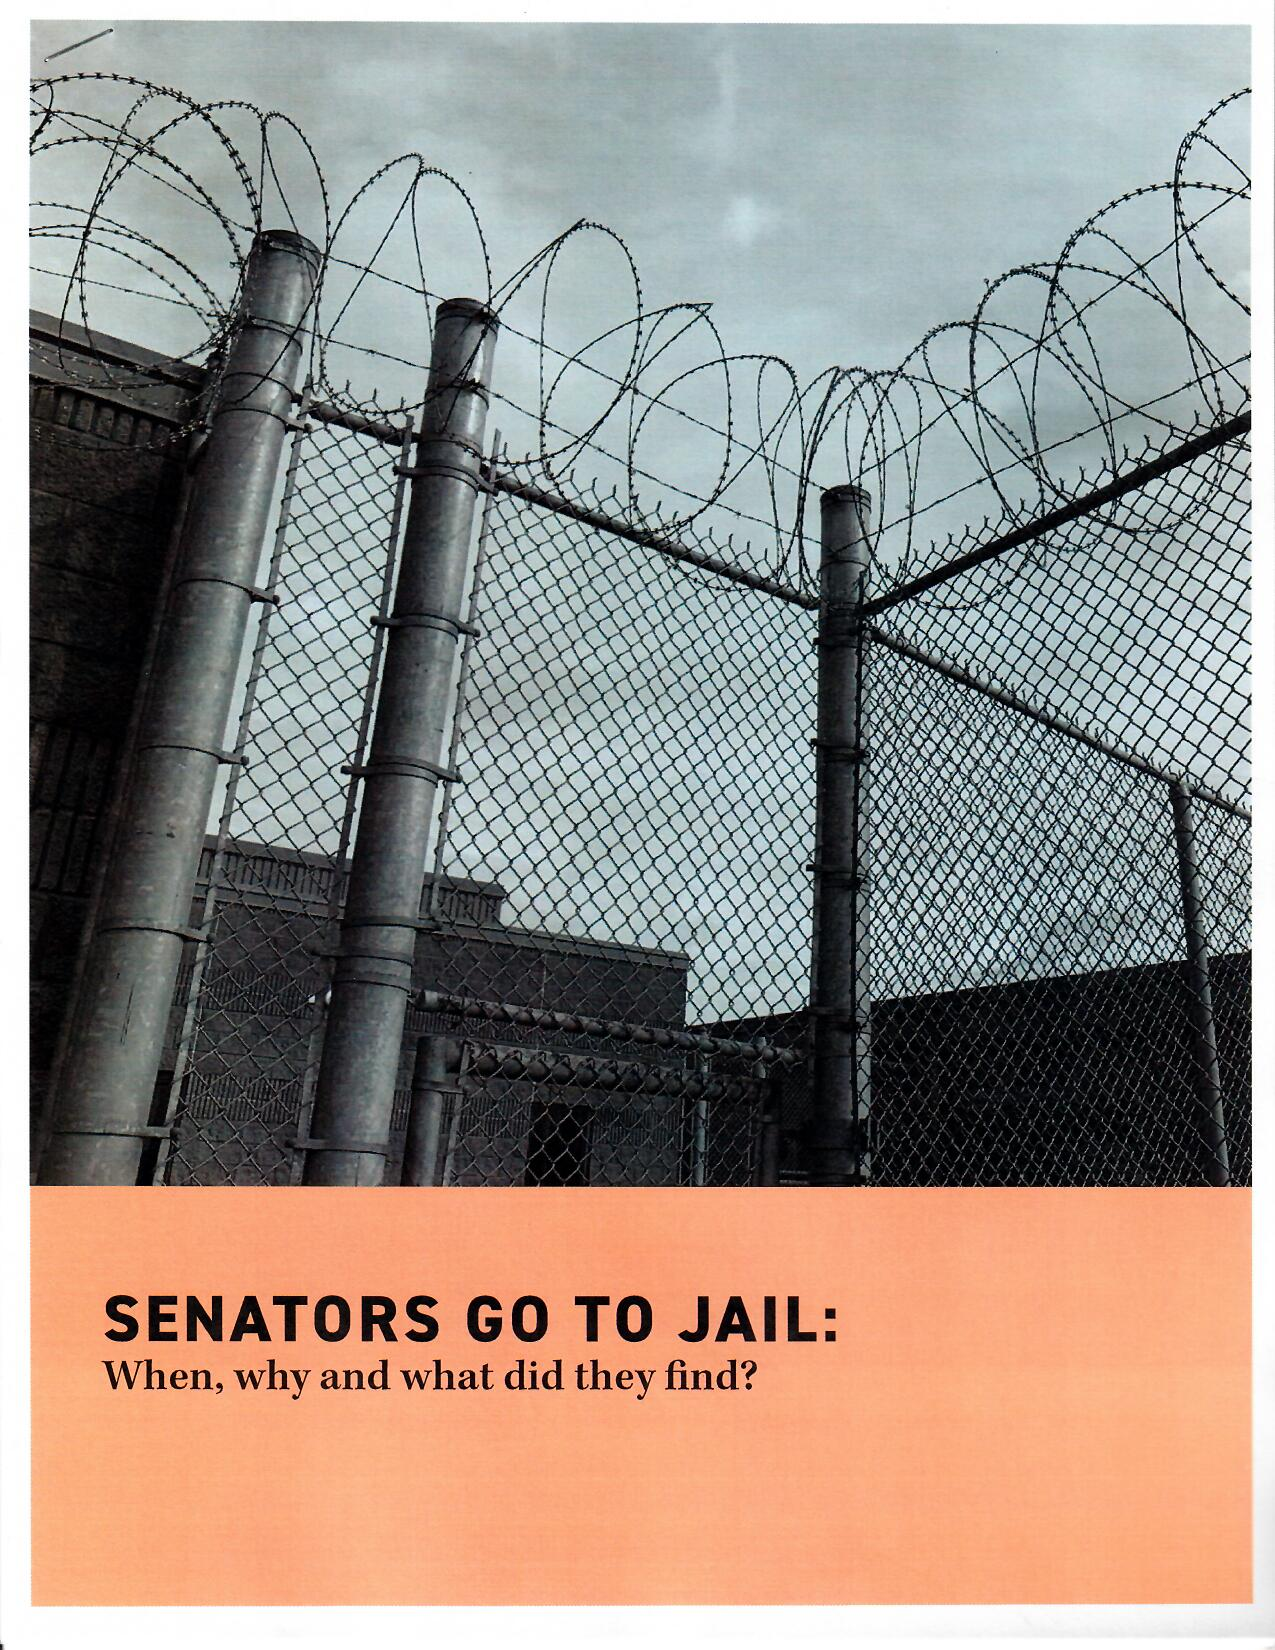 SENATORS GO TO JAIL:
When, why and what did they find?